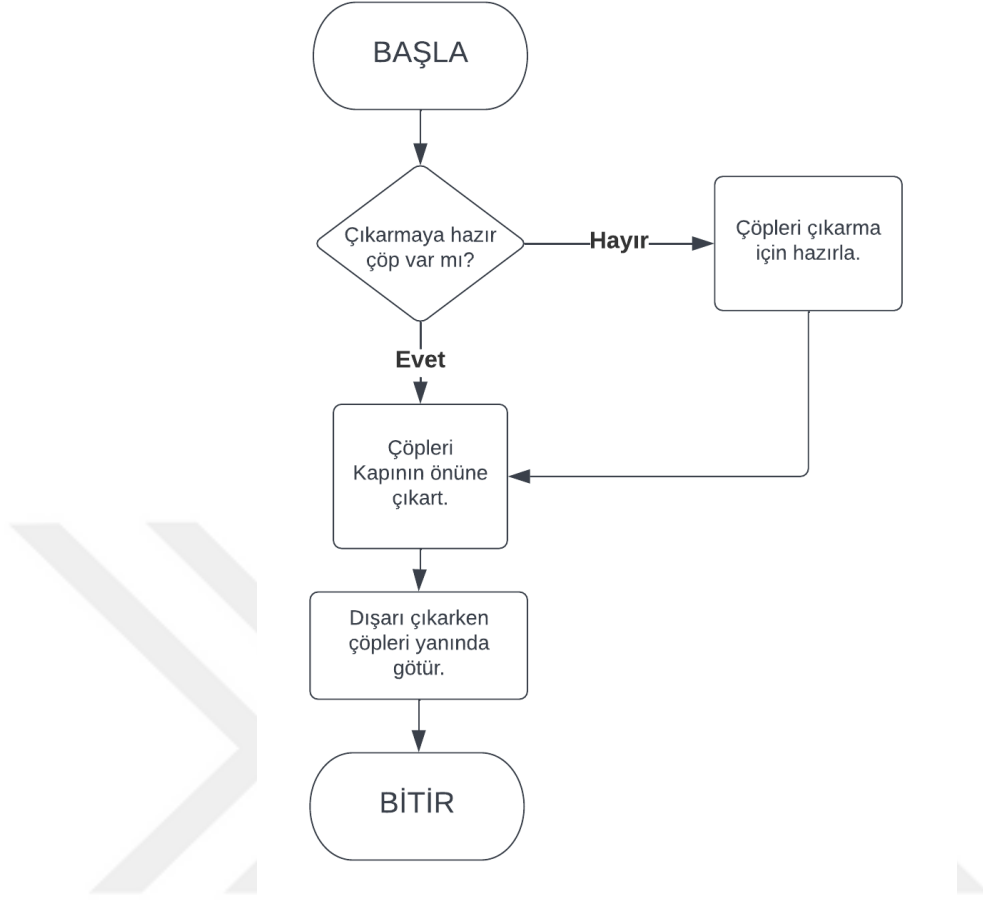 BAŞLA
Çıkarmaya hazır
çöp var mı?
Hayır
Çöpleri çıkarma
için hazırla.
Evet
Çöpleri
Kapının önüne
çıkart.
Dışarı çıkarken
çöpleri yanında
götür.
BİTİR